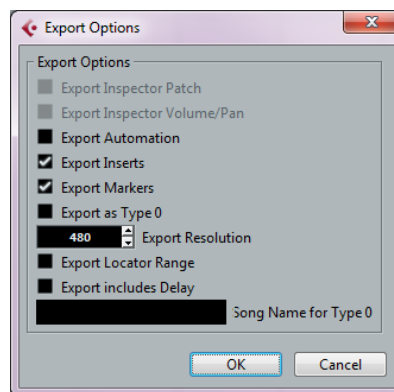 Export Options
Export Options
Export Inspector Patch
Export Inspector Volume/Pan
Export Automation
Export Inserts
Export Markers
Export as Type 0
480 Export Resolution
Export Locator Range
Export includes Delay
Song Name for Type 0
OK Cancel